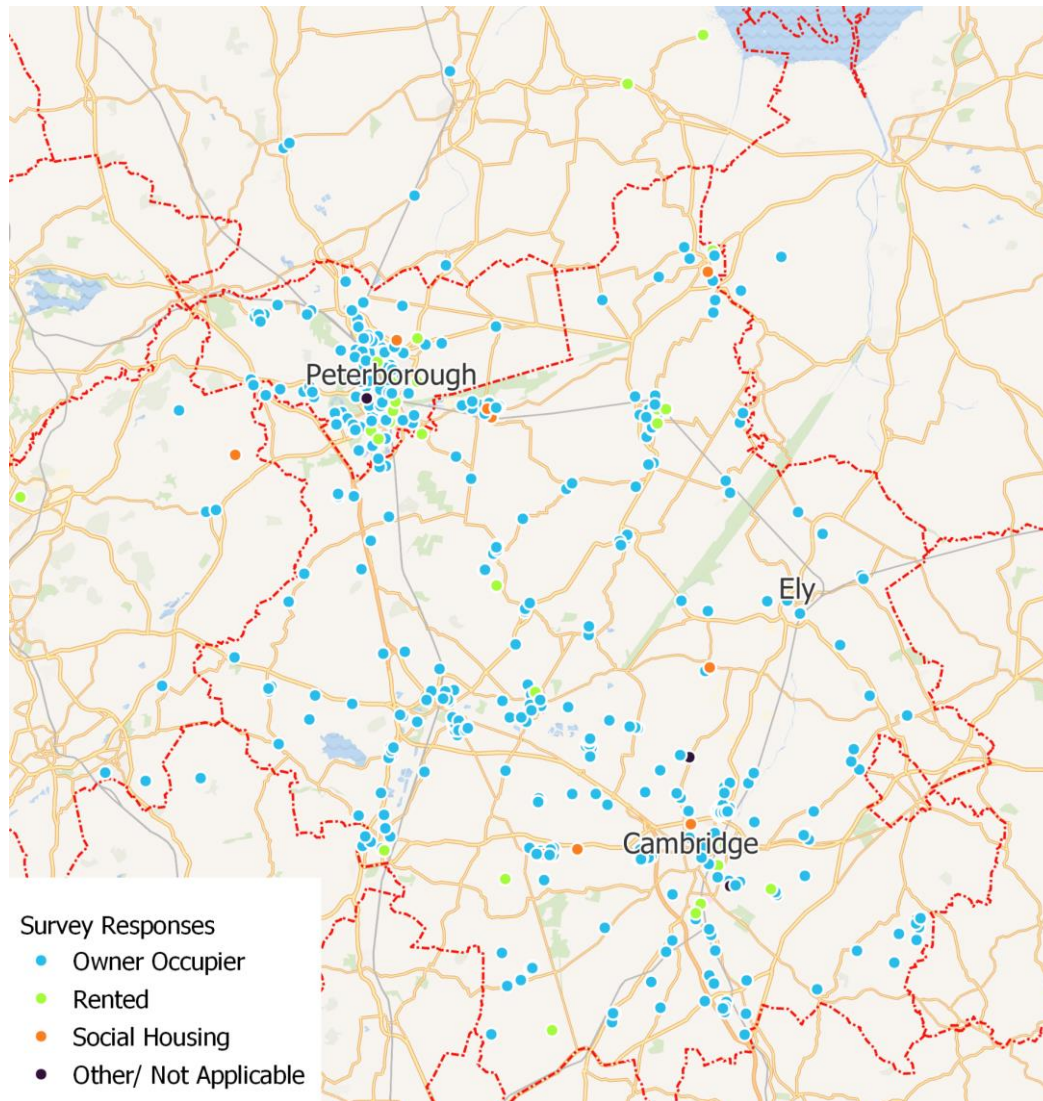 Peterborough
Ely
Cambridge
Survey Responses
Owner Occupier
Rented
Social Housing
Other/ Not Applicable